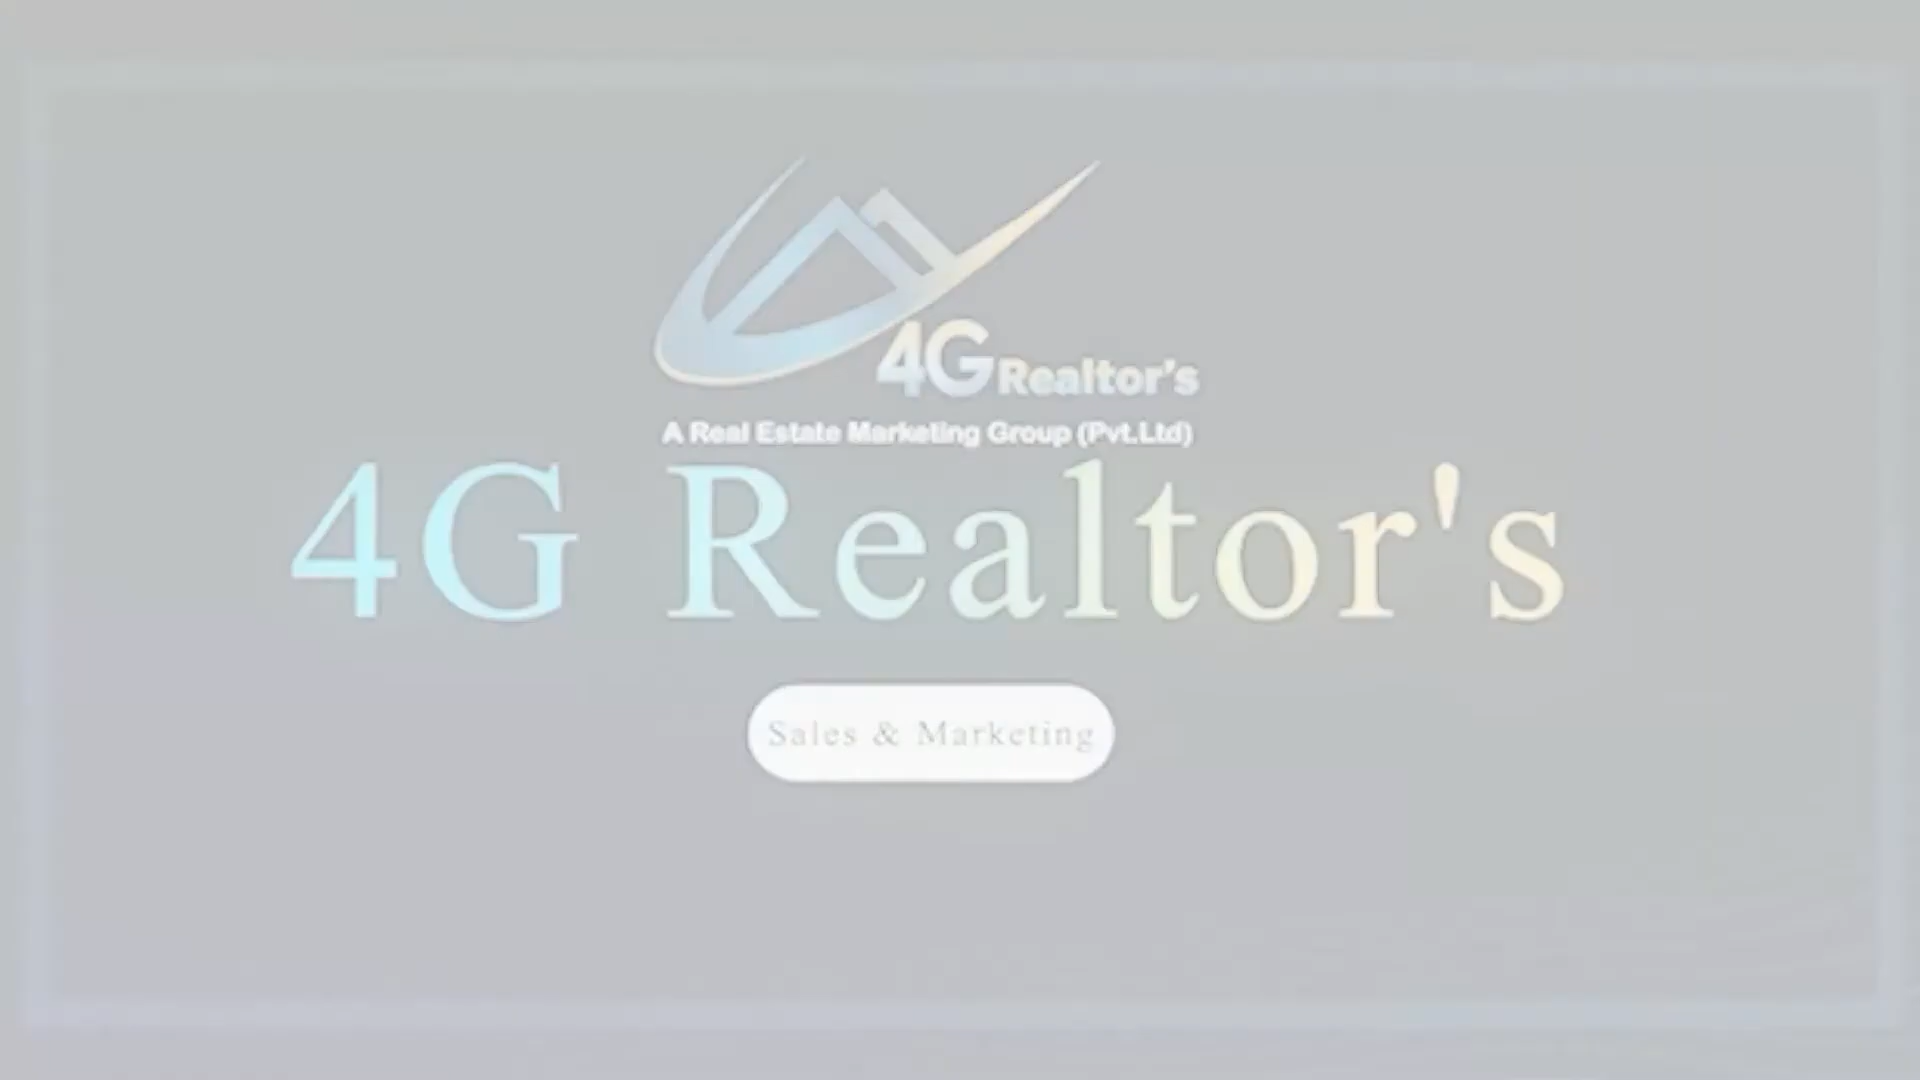 4G Realtor's
A Real Estate Marketing Group (Pvt.Ltd)
4G Realtor's
Sales & Marketing